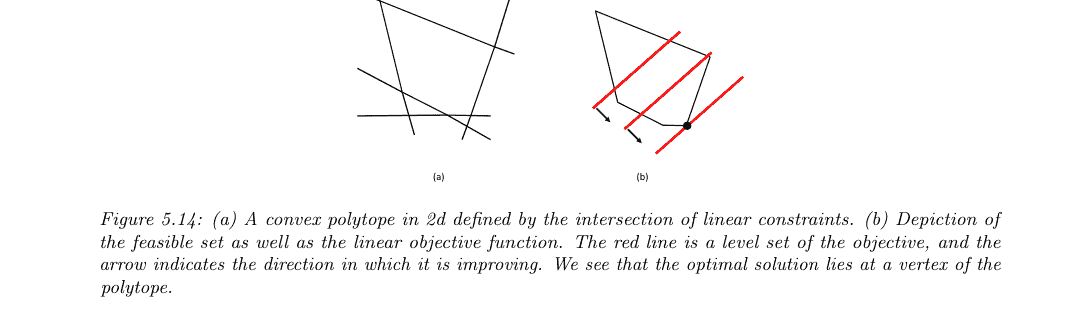 (a)
(b)
Figure 5.14: (a) A convex polytope in 2d defined by the intersection of linear constraints. (b) Depiction of
the feasible set as well as the linear objective function. The red line is a level set of the objective, and the
arrow indicates the direction in which it is improving. We see that the optimal solution lies at a vertex of the
polytope.